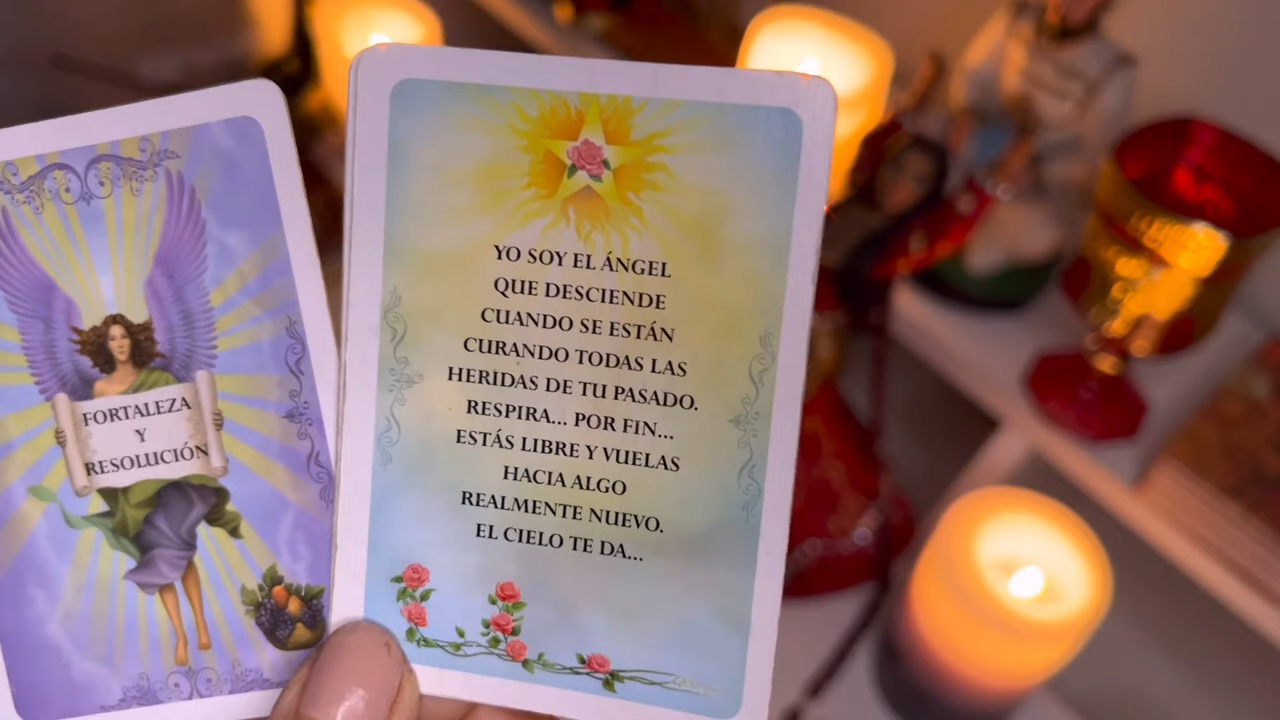 FORTALEZA
Y
RESOLUCIÓN
YO SOY EL ÁNGEL
QUE DESCIENDE
CUANDO SE ESTÁN
CURANDO TODAS LAS
HERIDAS DE TU PASADO.
RESPIRA... POR FIN...
ESTÁS LIBRE Y VUELAS
HACIA ALGO
REALMENTE NUEVO.
EL CIELO TE DA...